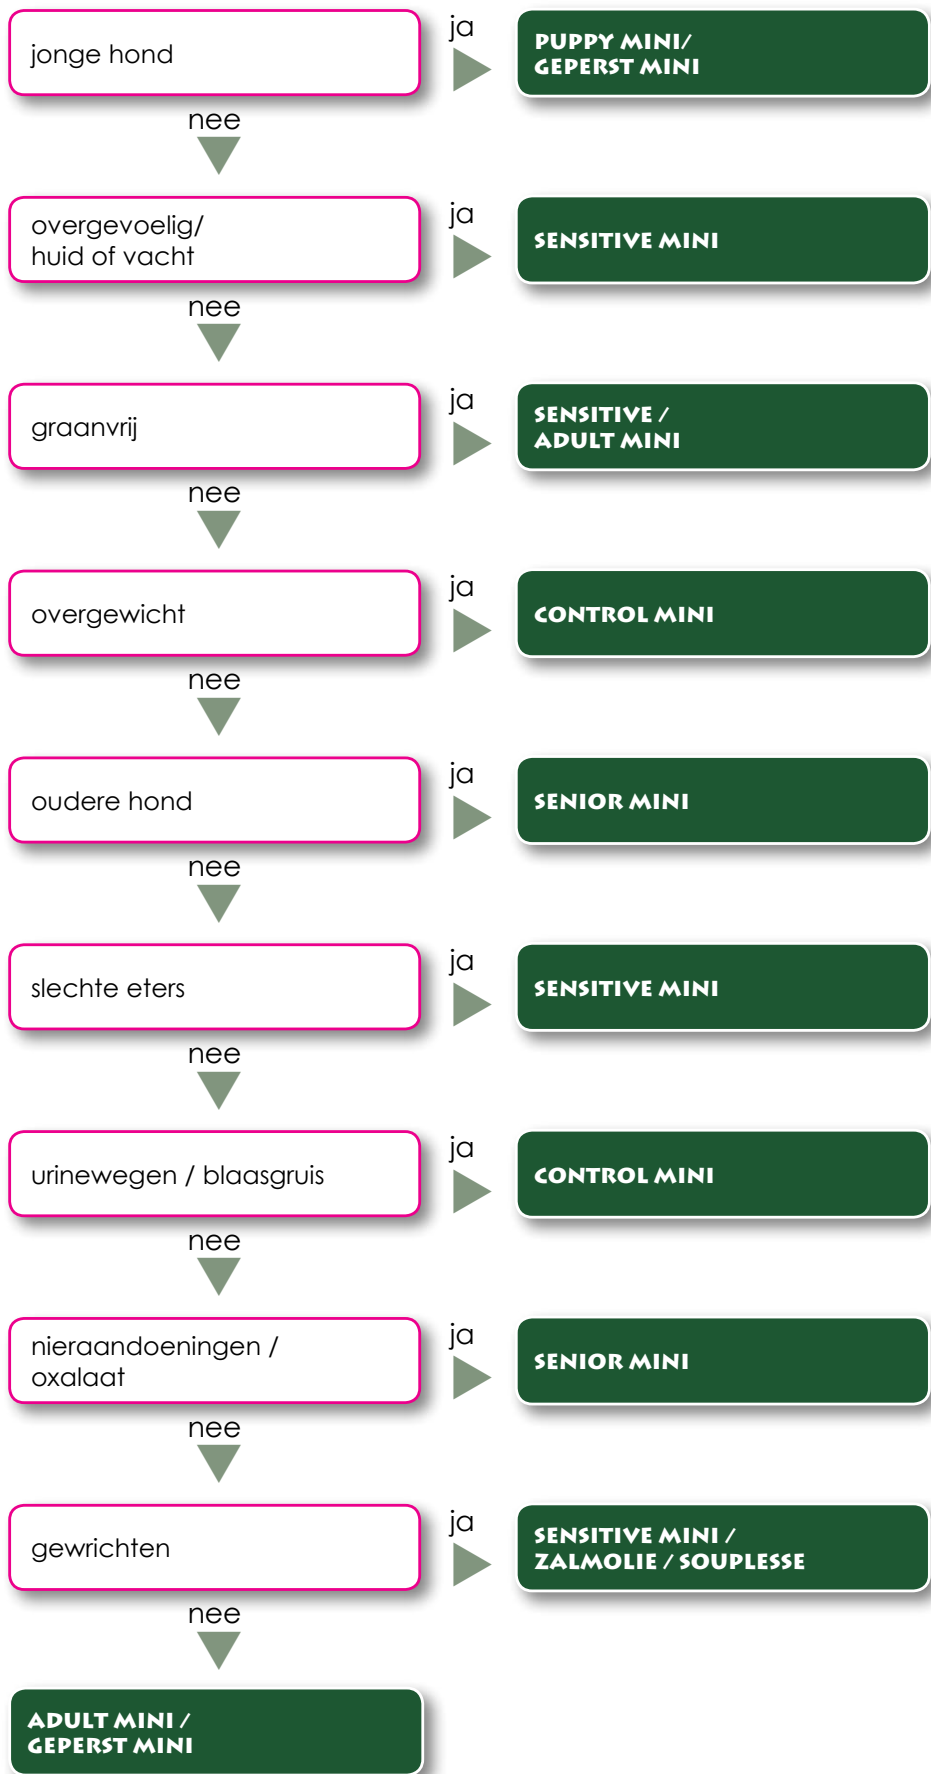 jonge hond
ja
PUPPY MINI/
GEPERST MINI
nee
overgevoelig/
huid of vacht
ja
SENSITIVE MINI
nee
graanvrij
ja
SENSITIVE /
ADULT MINI
nee
overgewicht
ja
CONTROL MINI
nee
oudere hond
ja
SENIOR MINI
nee
slechte eters
ja
SENSITIVE MINI
nee
urinewegen / blaasgruis
ja
CONTROL MINI
nee
nieraandoeningen /
oxalaat
ja
SENIOR MINI
nee
gewrichten
ja
SENSITIVE MINI /
ZALMOLIE / SOUPLESSE
nee
ADULT MINI /
GEPERST MINI